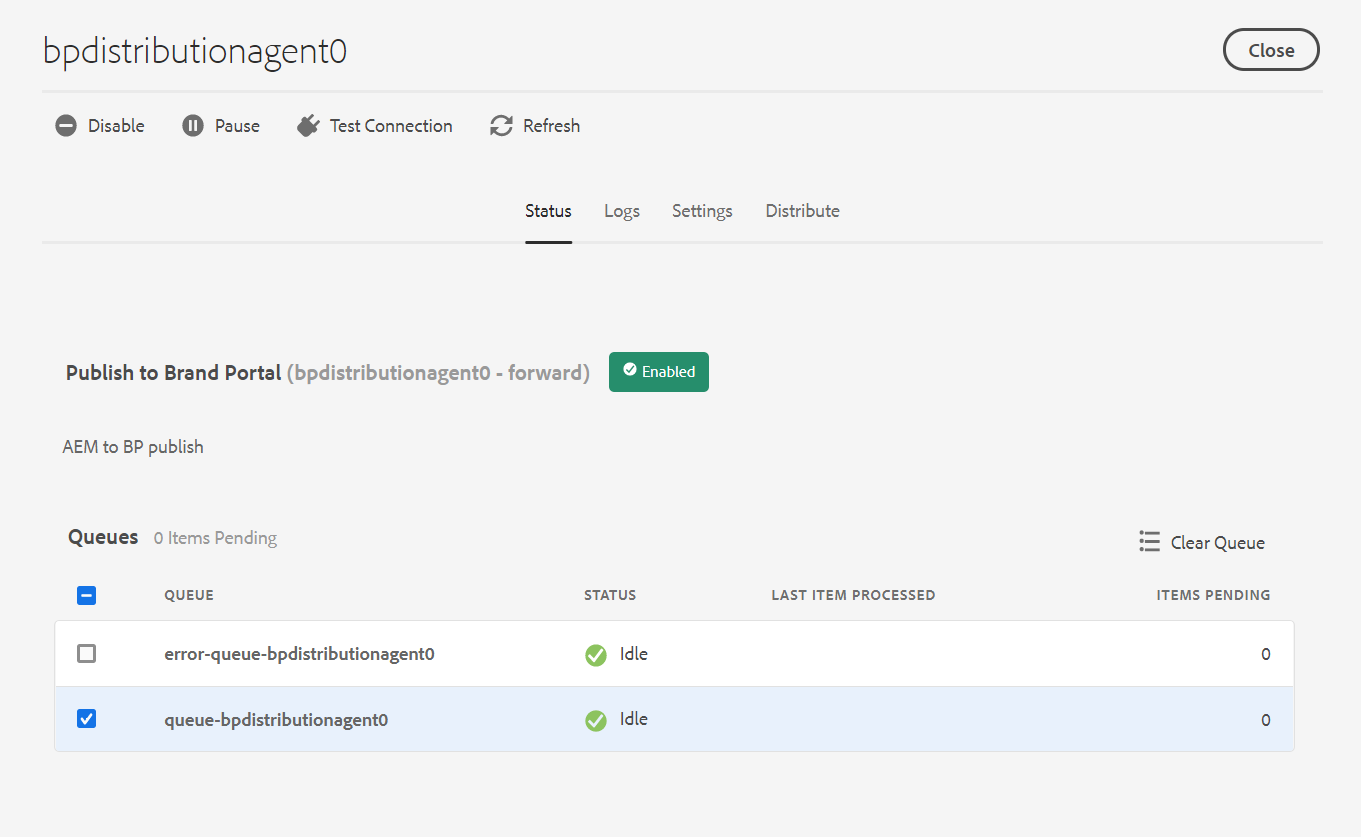 bpdistributionagent0
Close
Disable Pause Test Connection Refresh
Status Logs Settings Distribute
Publish to Brand Portal (bpdistributionagent0 - forward) Enabled
AEM to BP publish
Queues 0 Items Pending Clear Queue
QUEUE STATUS LAST ITEM PROCESSED ITEMS PENDING
error-queue-bpdistributionagent0 Idle 0
queue-bpdistributionagent0 Idle 0